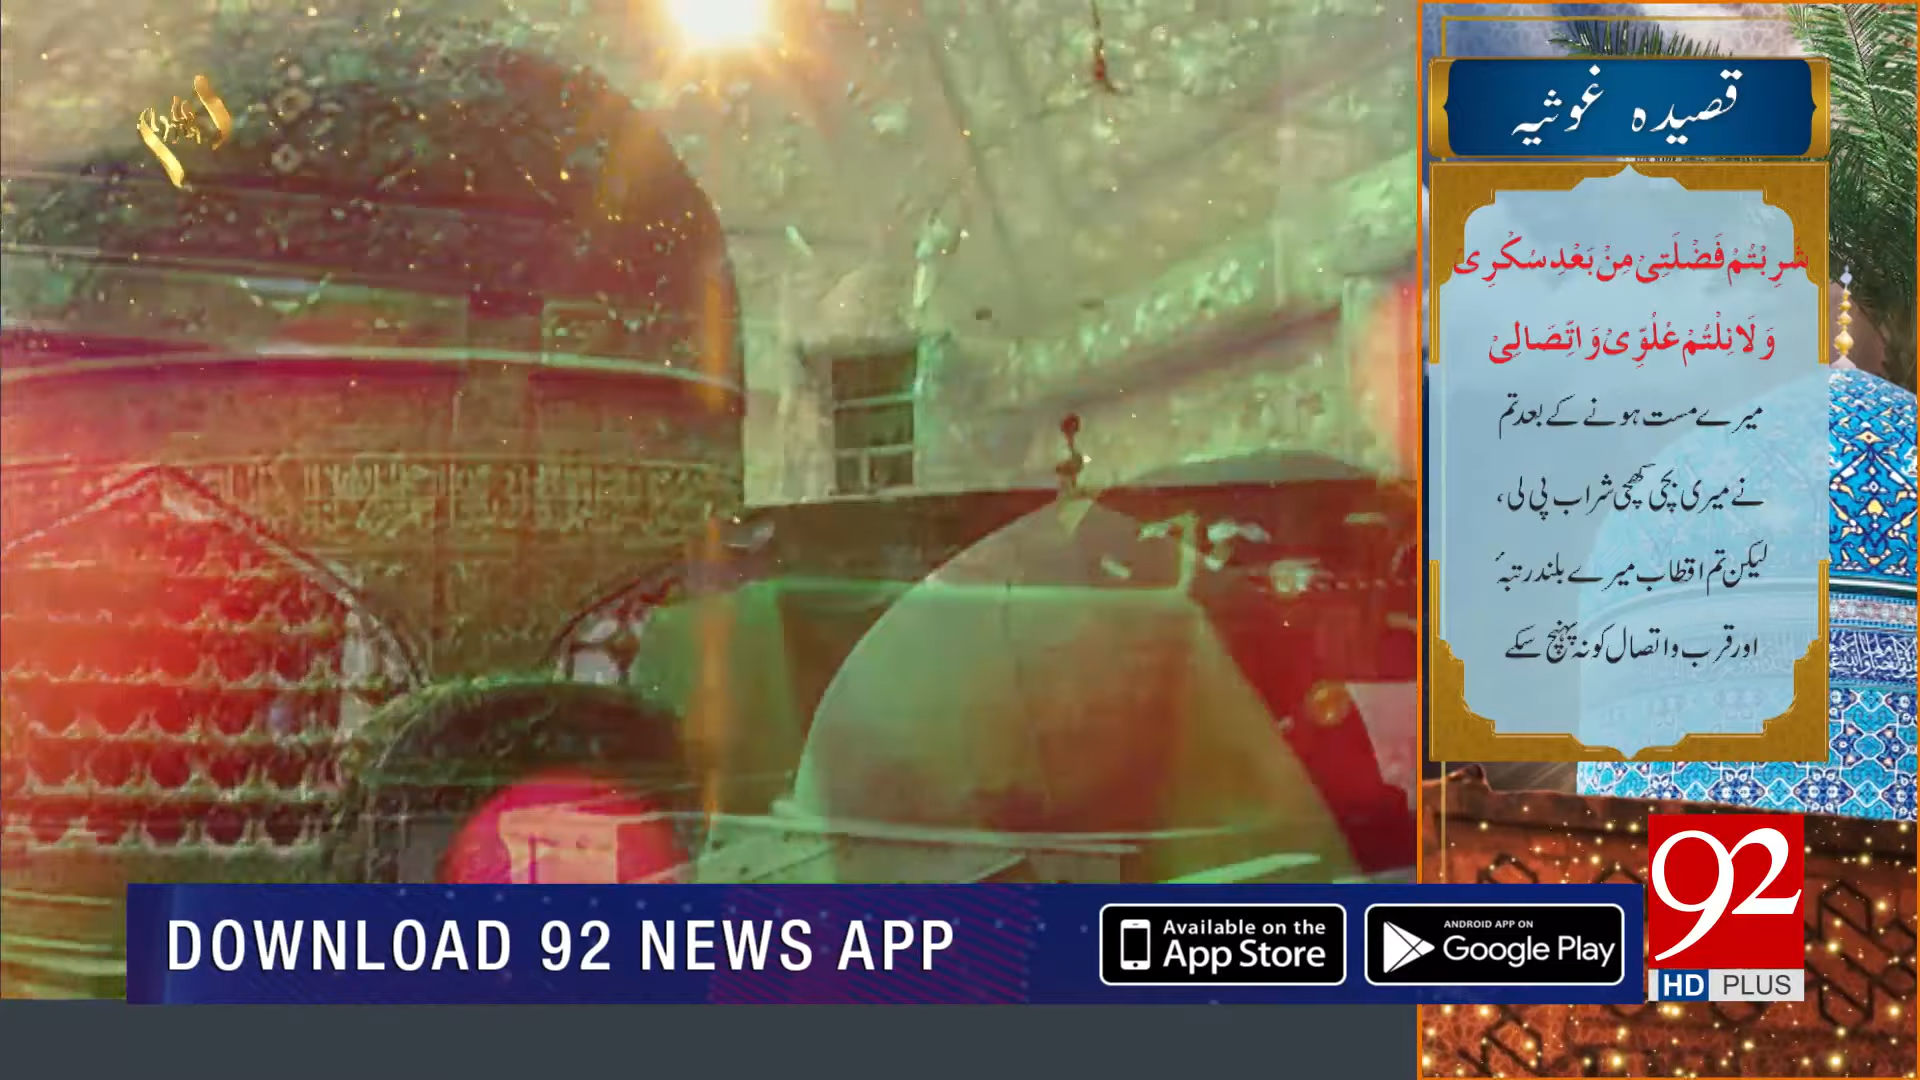 قصیدہ غوثیہ
شَرِبْتُمْ فَضْلَتِیْ مِنْ بَعْدِ سُکْرِیْ
وَ لَا نِلْتُمْ عُلُوِّیْ وَ اتِّصَالِیْ
میرے مست ہونے کے بعد تم
نے میری بچی کھچی شراب پی لی،
لیکن تم اقطاب میرے بلند رتبہٴ
اور قرب و اتصال کو نہ پہنچ سکے
DOWNLOAD 92 NEWS APP
Available on the
App Store
ANDROID APP ON
Google Play
92
HD PLUS